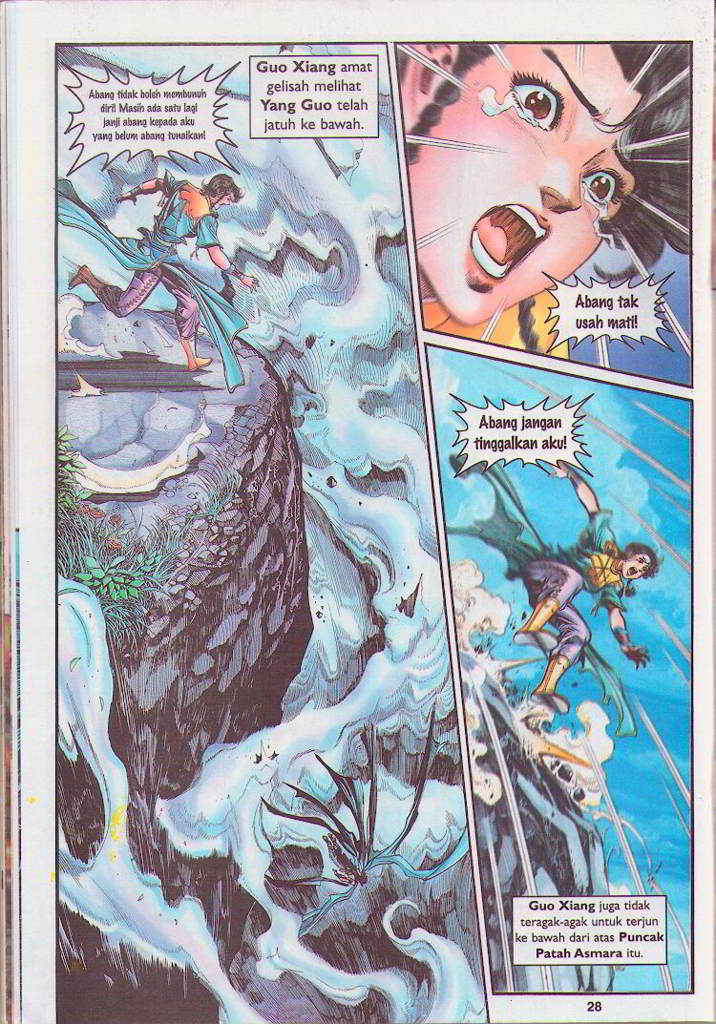 Abang tidak boleh membunuh
diri! Masih ada satu lagi
janji abang kepada aku
yang belum abang tunaikan!
Guo Xiang amat
gelisah melihat
Yang Guo telah
jatuh ke bawah.
Abang tak
usah mati!
Abang jangan
tinggalkan aku!
Guo Xiang juga tidak
teragak-agak untuk terjun
ke bawah dari atas Puncak
Patah Asmara itu.
28